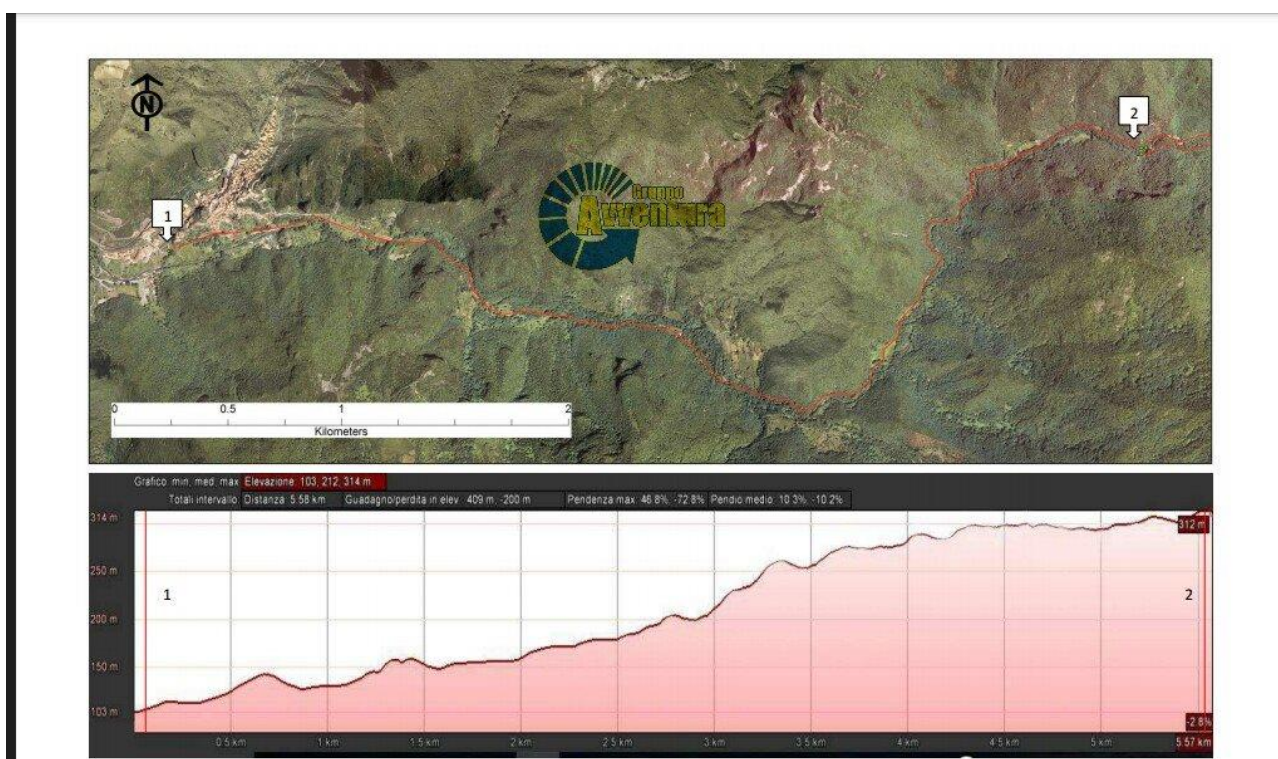 N
2
1
Gruppo
Avventura
0 0.5 1 2
Kilometers
Grafico: min, med, max Elevazione: 103, 212, 314 m
Totali intervallo: Distanza: 5.58 km Guadagno/perdita in elev.: 409 m, -200 m Pendenza max: 46.8%, -72.8% Pendio medio: 10.3%, -10.2%
314 m
312 m
250 m
1
2
200 m
150 m
103 m
-2.8%
0.5 km 1 km 1.5 km 2 km 2.5 km 3 km 3.5 km 4 km 4.5 km 5 km 5.57 km